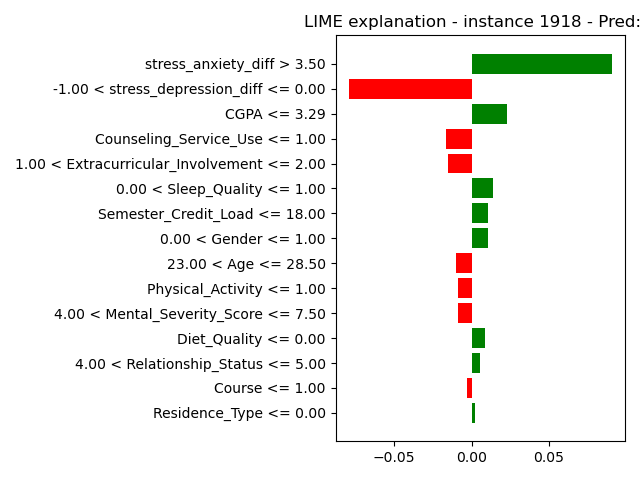 LIME explanation - instance 1918 - Pred:
stress_anxiety_diff > 3.50
-1.00 < stress_depression_diff <= 0.00
CGPA <= 3.29
Counseling_Service_Use <= 1.00
1.00 < Extracurricular_Involvement <= 2.00
0.00 < Sleep_Quality <= 1.00
Semester_Credit_Load <= 18.00
0.00 < Gender <= 1.00
23.00 < Age <= 28.50
Physical_Activity <= 1.00
4.00 < Mental_Severity_Score <= 7.50
Diet_Quality <= 0.00
4.00 < Relationship_Status <= 5.00
Course <= 1.00
Residence_Type <= 0.00
−0.05 0.00 0.05